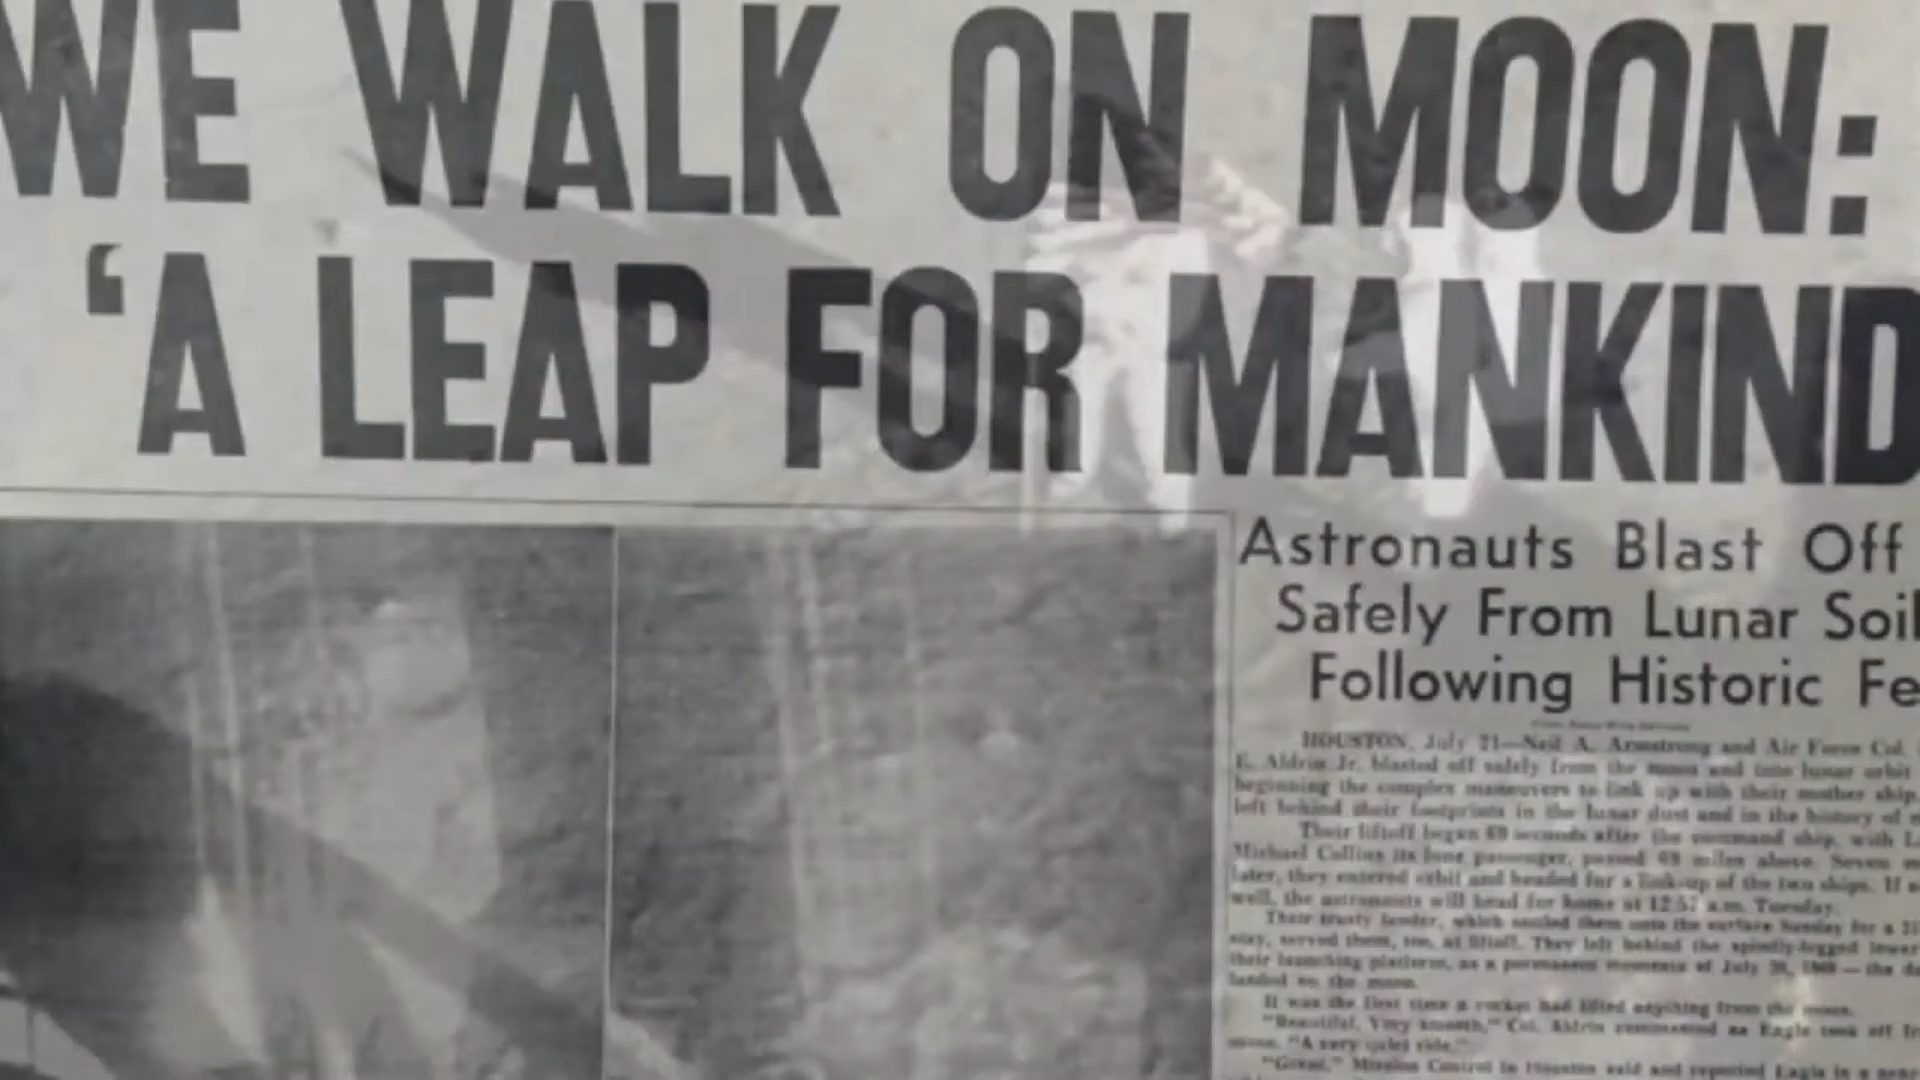 WE WALK ON MOON:
‘A LEAP FOR MANKIND
Astronauts Blast Off
Safely From Lunar Soil
Following Historic Fe
HOUSTON, July 21—Neil A. Armstrong and Air Force Col.
E. Aldrin Jr. blasted off safely from the moon and into lunar orbit
beginning the complex maneuvers to link up with their mother ship.
left behind their footprints in the lunar dust and in the history of
Their liftoff began 69 seconds after the command ship, with
Michael Collins its lone passenger, passed 69 miles above. Seven
later, they entered orbit and headed for a link-up of the two ships. If
well, the astronauts will head for home at 12:57 a.m. Tuesday.
Their trusty lander, which settled them onto the surface Sunday for a
stay, served them, too, at liftoff. They left behind the spindly-legged lower
their launching platform, as a permanent memento of July 20, 1969 — the
landed on the moon.
It was the first time a rocket had lifted anything from the moon.
"Beautiful. Very smooth," Col. Aldrin commented as Eagle took off
moon. "A very quiet ride."
"Great," Mission Control in Houston said and reported Eagle in a